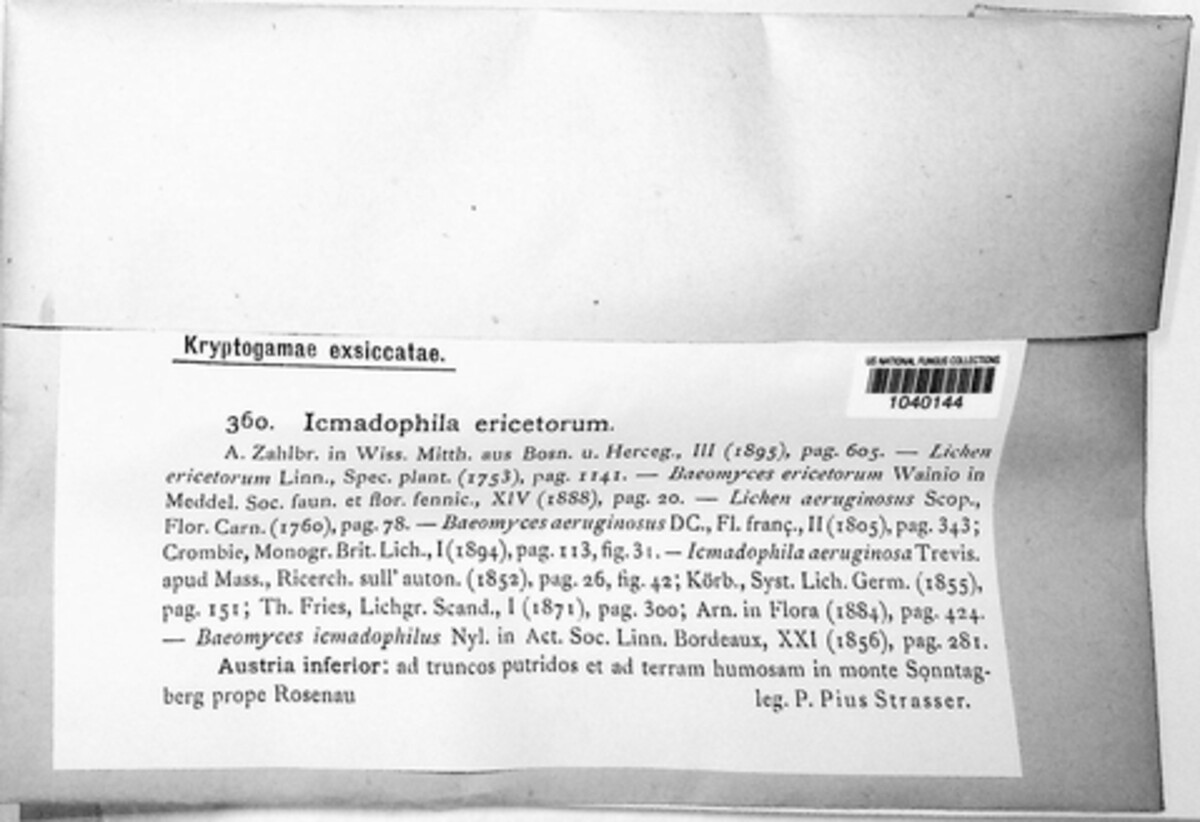 Kryptogamae exsiccatae.
US NATIONAL FUNGUS COLLECTIONS
1040144
360. Icmadophila ericetorum.
A. Zahlbr. in Wiss. Mitth. aus Bosn. u. Herceg., III (1895), pag. 605. — Lichen
ericetorum Linn., Spec. plant. (1753), pag. 1141. — Baeomyces ericetorum Wainio in
Meddel. Soc. faun. et flor. fennic., XIV (1888), pag. 20. — Lichen aeruginosus Scop.,
Flor. Carn. (1760), pag. 78. — Baeomyces aeruginosus DC., Fl. franç., II (1805), pag. 343;
Crombie, Monogr. Brit. Lich., I (1894), pag. 113, fig. 31. — Icmadophila aeruginosa Trevis.
apud Mass., Ricerch. sull' auton. (1852), pag. 26, fig. 42; Körb., Syst. Lich. Germ. (1855),
pag. 151; Th. Fries, Lichgr. Scand., I (1871), pag. 300; Arn. in Flora (1884), pag. 424.
— Baeomyces icmadophilus Nyl. in Act. Soc. Linn. Bordeaux, XXI (1856), pag. 281.
Austria inferior: ad truncos putridos et ad terram humosam in monte Sonntag-
berg prope Rosenau leg. P. Pius Strasser.